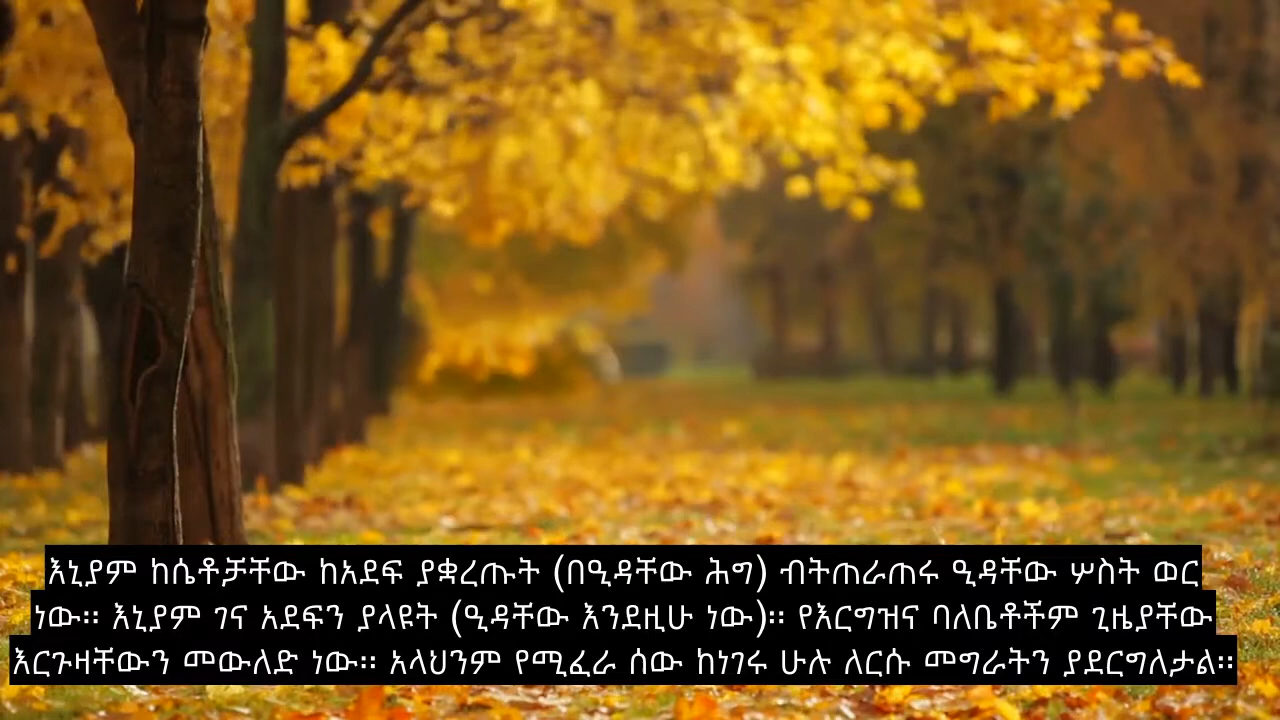 እኒያም ከሴቶቻቸው ከአደፍ ያቋረጡት (በዒዳቸው ሕግ) ብትጠራጠሩ ዒዳቸው ሦስት ወር
ነው፡፡ እኒያም ገና አደፍን ያላዩት (ዒዳቸው እንደዚሁ ነው)፡፡ የእርግዝና ባለቤቶችም ጊዜያቸው
እርጉዛቸውን መውለድ ነው፡፡ አላህንም የሚፈራ ሰው ከነገሩ ሁሉ ለርሱ መግራትን ያደርግለታል፡፡